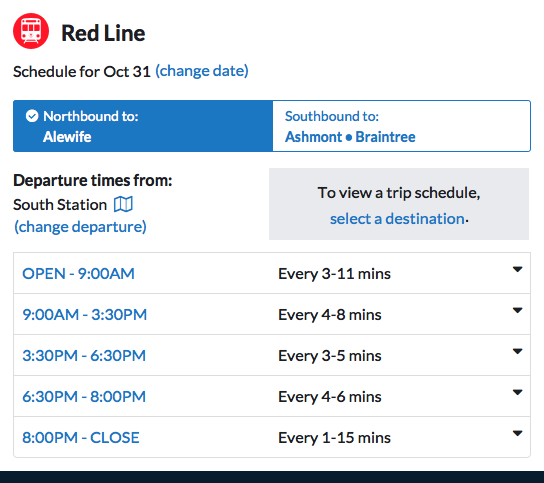 Red Line
Schedule for Oct 31 (change date)
Northbound to:
Alewife
Southbound to:
Ashmont • Braintree
Departure times from:
South Station
(change departure)
To view a trip schedule,
select a destination.
OPEN - 9:00AM Every 3-11 mins
9:00AM - 3:30PM Every 4-8 mins
3:30PM - 6:30PM Every 3-5 mins
6:30PM - 8:00PM Every 4-6 mins
8:00PM - CLOSE Every 1-15 mins